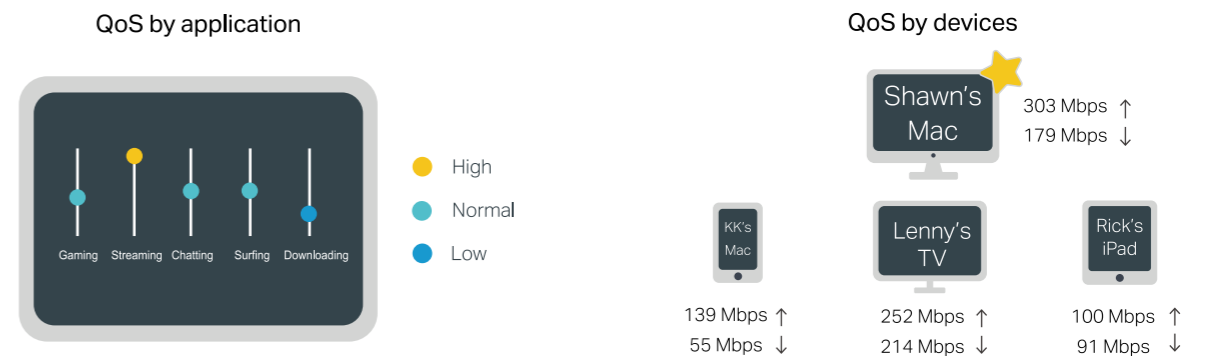 QoS by application
Gaming Streaming Chatting Surfing Downloading
High
Normal
Low
QoS by devices
Shawn's
Mac
303 Mbps ↑
179 Mbps ↓
KK's
Mac
139 Mbps ↑
55 Mbps ↓
Lenny's
TV
252 Mbps ↑
214 Mbps ↓
Rick's
iPad
100 Mbps ↑
91 Mbps ↓